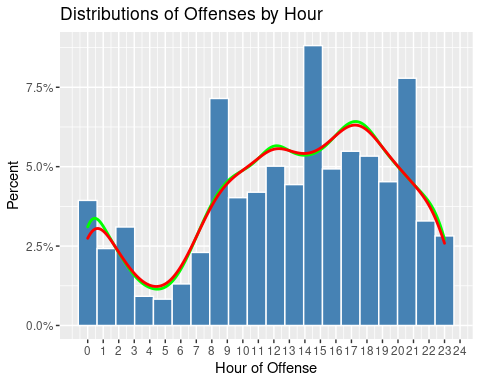 Distributions of Offenses by Hour
Percent
7.5%
5.0%
2.5%
0.0%
0 1 2 3 4 5 6 7 8 9 10 11 12 13 14 15 16 17 18 19 20 21 22 23 24
Hour of Offense